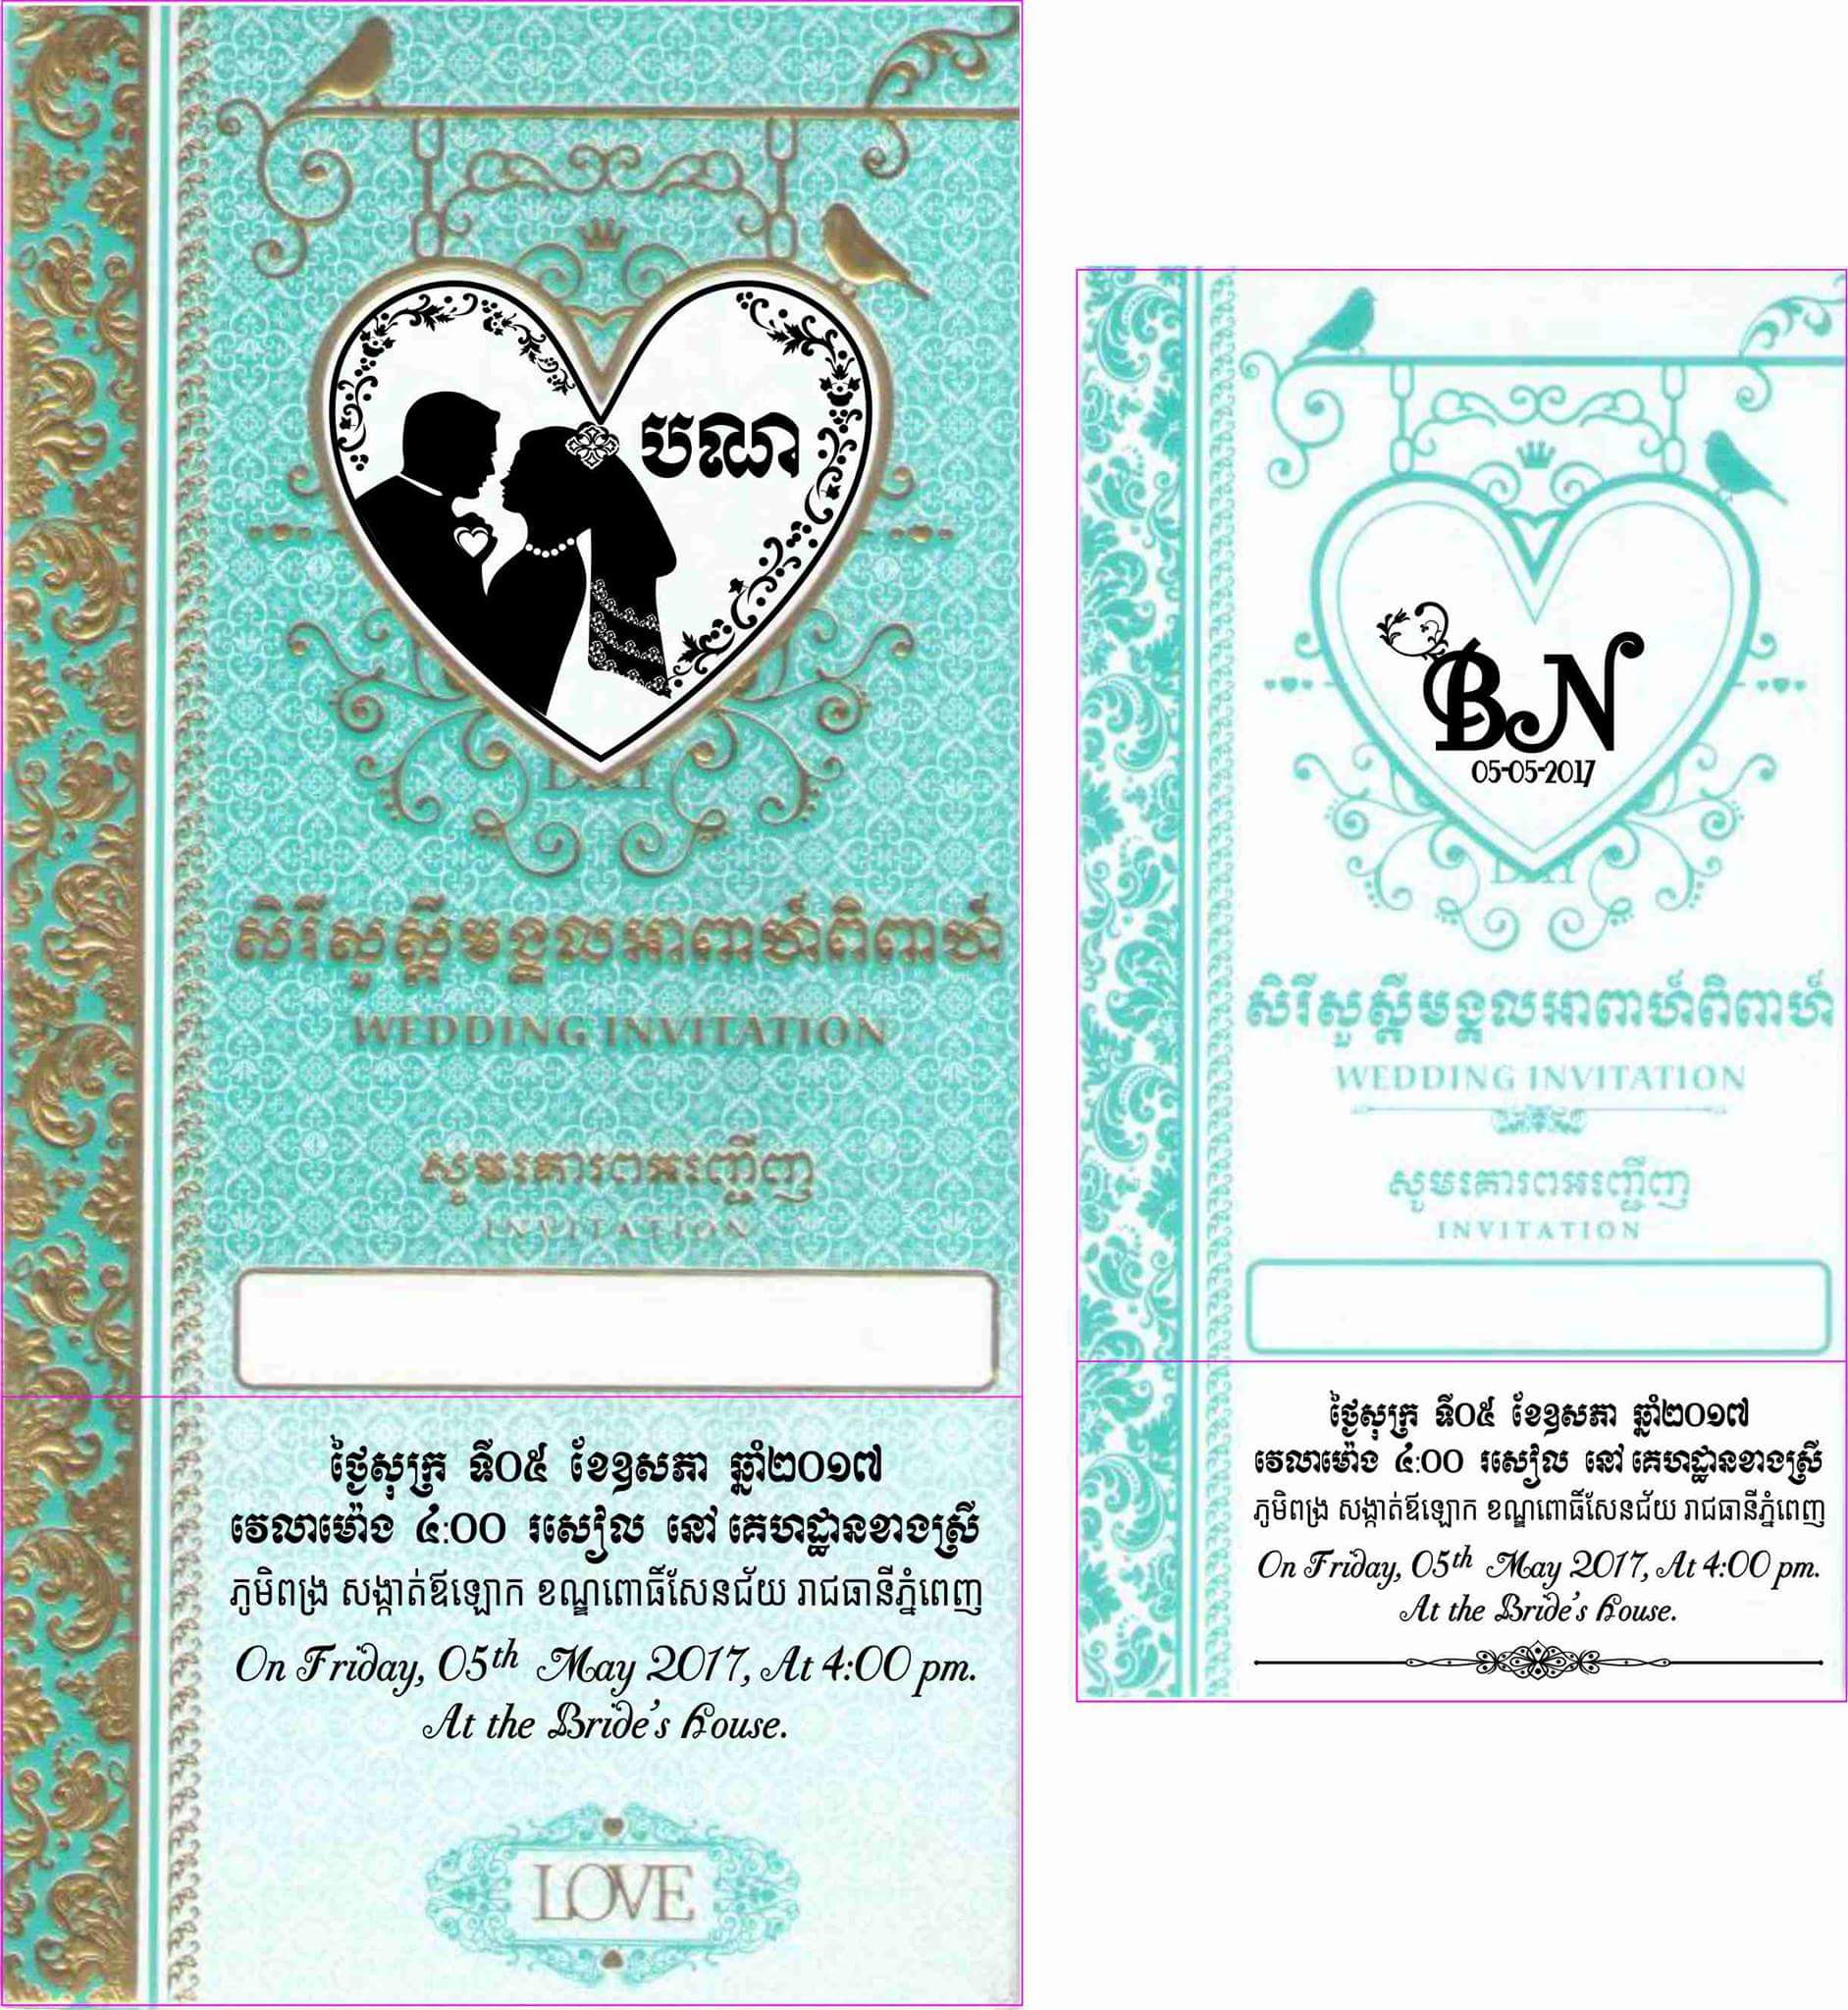 បណ
សិរីសួស្តីមង្គលអាពាហ៍ពិពាហ៍
WEDDING INVITATION
សូមគោរពអញ្ជើញ
INVITATION
ថ្ងៃសុក្រ ទី០៥ ខែឧសភា ឆ្នាំ២០១៧
វេលាម៉ោង ៤:០០ រសៀល នៅ គេហដ្ឋានខាងស្រី
ភូមិពង្រ សង្កាត់ឪឡោក ខណ្ឌពោធិ៍សែនជ័យ រាជធានីភ្នំពេញ
On Friday, 05th May 2017, At 4:00 pm.
At the Bride's house.
LOVE
BN
05-05-2017
សិរីសួស្តីមង្គលអាពាហ៍ពិពាហ៍
WEDDING INVITATION
សូមគោរពអញ្ជើញ
INVITATION
ថ្ងៃសុក្រ ទី០៥ ខែឧសភា ឆ្នាំ២០១៧
វេលាម៉ោង ៤:០០ រសៀល នៅ គេហដ្ឋានខាងស្រី
ភូមិពង្រ សង្កាត់ឪឡោក ខណ្ឌពោធិ៍សែនជ័យ រាជធានីភ្នំពេញ
On Friday, 05th May 2017, At 4:00 pm.
At the Bride's house.